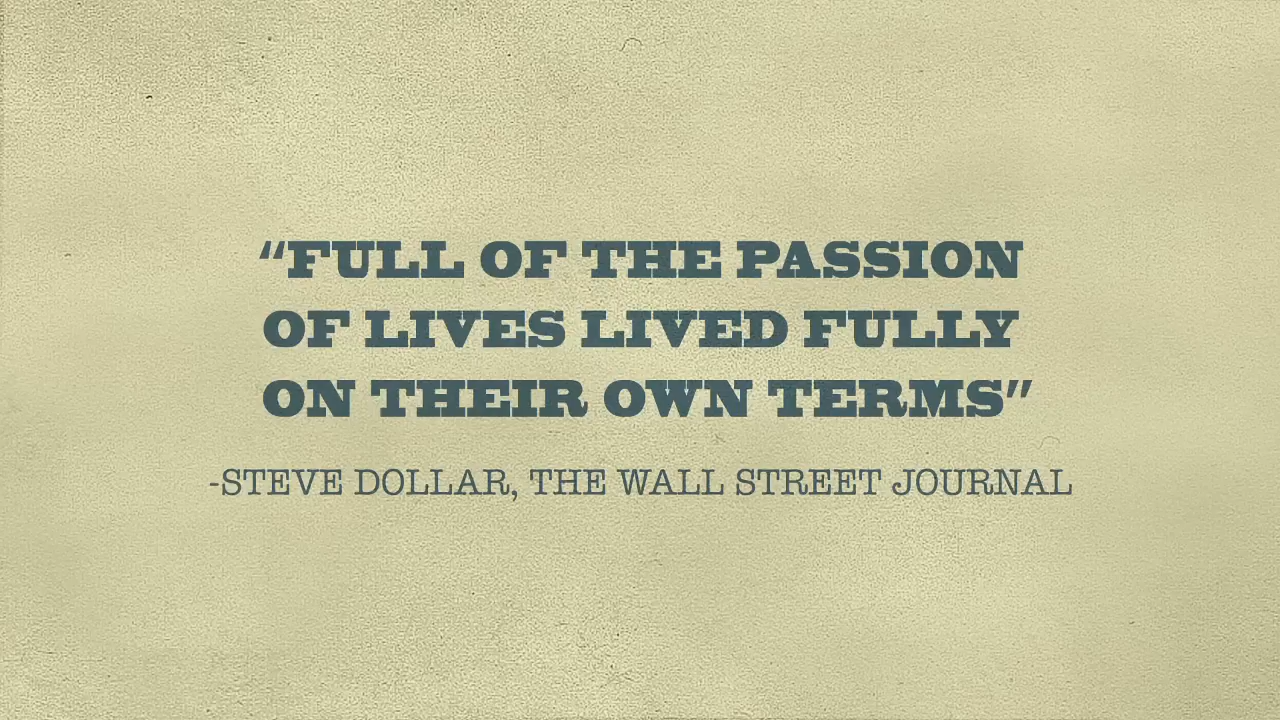 “FULL OF THE PASSION
OF LIVES LIVED FULLY
ON THEIR OWN TERMS”
-STEVE DOLLAR, THE WALL STREET JOURNAL